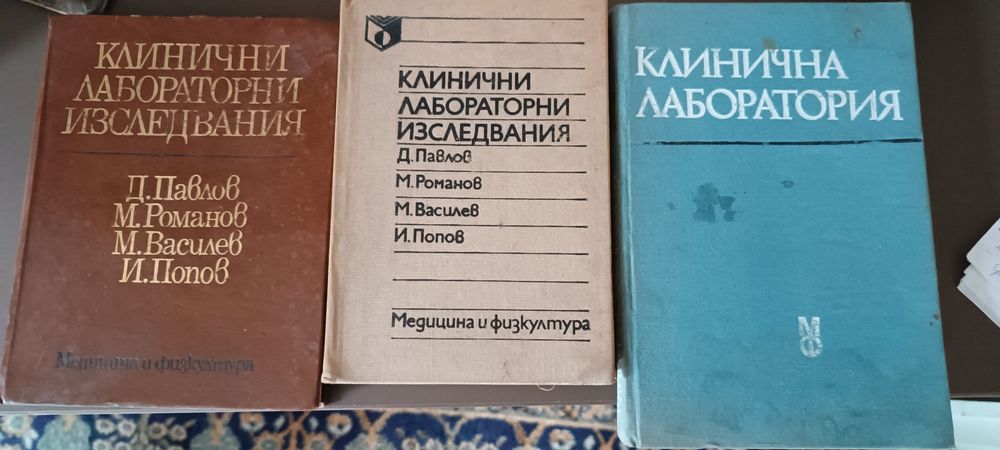 КЛИНИЧНИ
ЛАБОРАТОРНИ
ИЗСЛЕДВАНИЯ
Д. Павлов
М. Романов
М. Василев
И. Попов
Медицина и физкултура
КЛИНИЧНИ
ЛАБОРАТОРНИ
ИЗСЛЕДВАНИЯ
Д. Павлов
М. Романов
М. Василев
И. Попов
Медицина и физкултура
КЛИНИЧНА
ЛАБОРАТОРИЯ
МФ